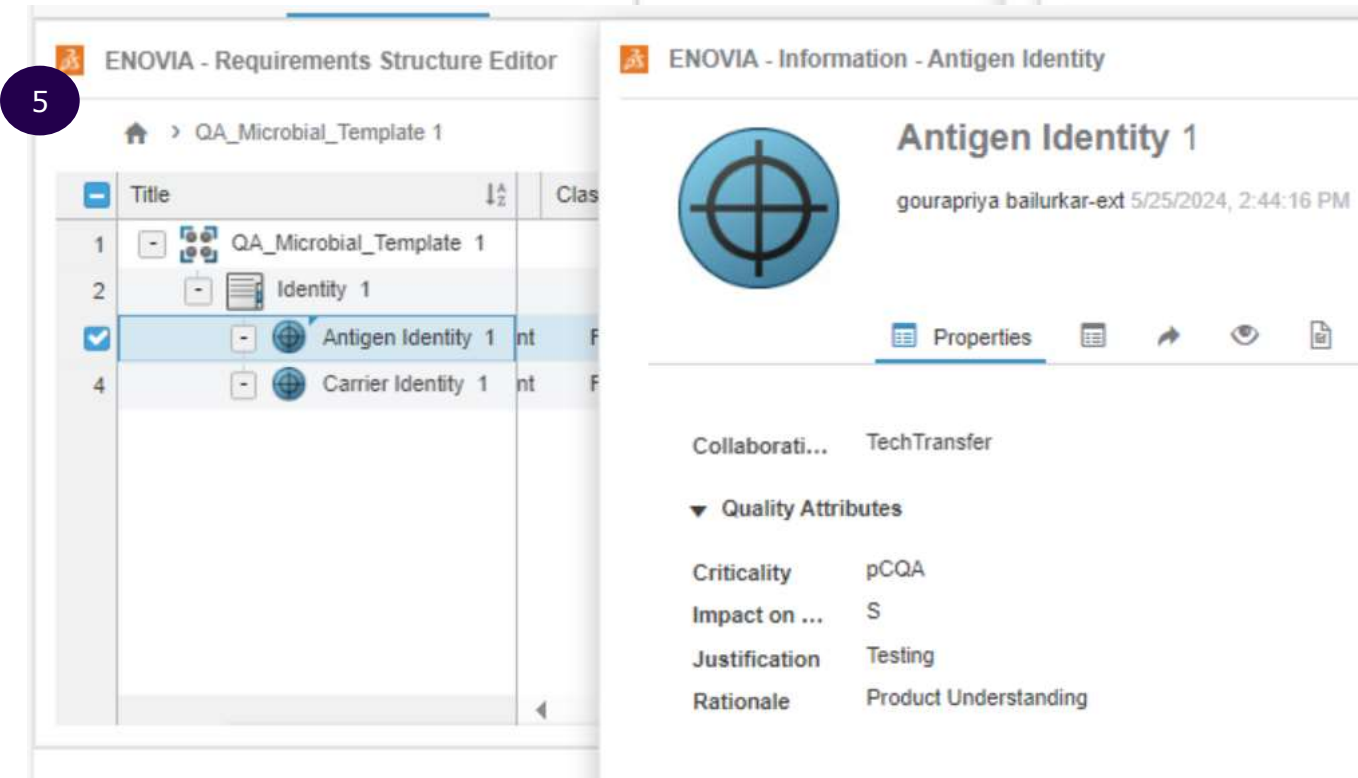 5
ENOVIA - Requirements Structure Editor
QA_Microbial_Template 1
Title Clas
1 QA_Microbial_Template 1
2 Identity 1
Antigen Identity 1 nt F
4 Carrier Identity 1 nt F
ENOVIA - Information - Antigen Identity
Antigen Identity 1
gourapriya bailurkar-ext 5/25/2024, 2:44:16 PM
Properties
Collaborati... TechTransfer
Quality Attributes
Criticality pCQA
Impact on ... S
Justification Testing
Rationale Product Understanding